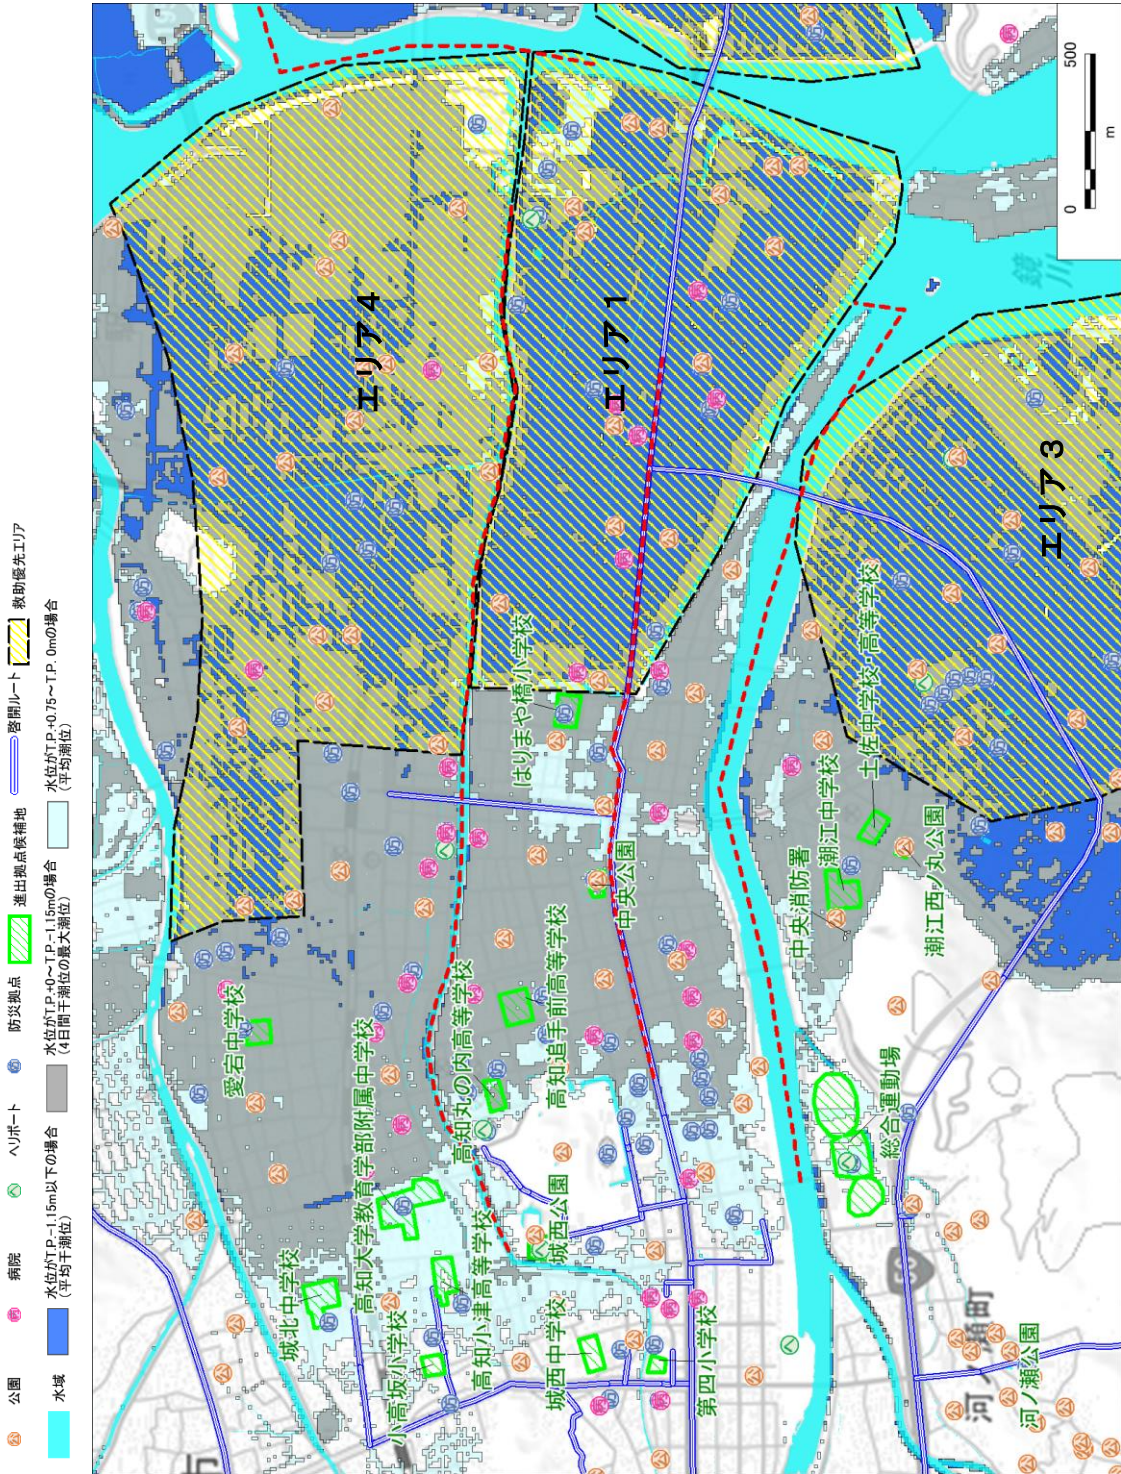 公園
病院
ヘリポート
防災拠点
進出拠点候補地
啓開ルート
救助優先エリア
水域
水位がT.P.-1.15m以下の場合
(平均干潮位)
水位がT.P.+0～T.P.-1.15mの場合
(4日間干潮位の最大潮位)
水位がT.P.+0.75～T.P. 0mの場合
(平均潮位)
エリア4
エリア1
エリア3
愛宕中学校
城北中学校
高知大学教育学部附属中学校
小高坂小学校
高知小津高等学校
高知丸の内高等学校
高知追手前高等学校
はりまや橋小学校
中央公園
城西公園
城西中学校
第四小学校
中央消防署
潮江中学校
土佐中学校・高等学校
潮江西ノ丸公園
総合運動場
河ノ瀬町
河ノ瀬公園
鏡川
0
500
m